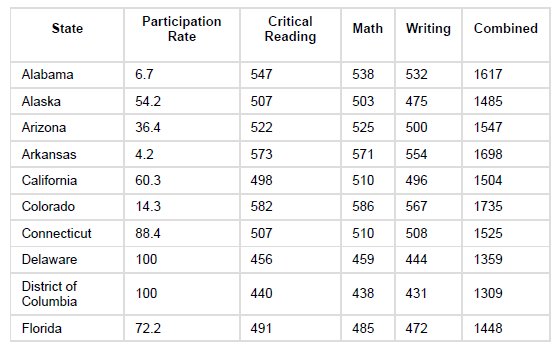 State Participation Rate Critical Reading Math Writing Combined
Alabama 6.7 547 538 532 1617
Alaska 54.2 507 503 475 1485
Arizona 36.4 522 525 500 1547
Arkansas 4.2 573 571 554 1698
California 60.3 498 510 496 1504
Colorado 14.3 582 586 567 1735
Connecticut 88.4 507 510 508 1525
Delaware 100 456 459 444 1359
District of Columbia 100 440 438 431 1309
Florida 72.2 491 485 472 1448